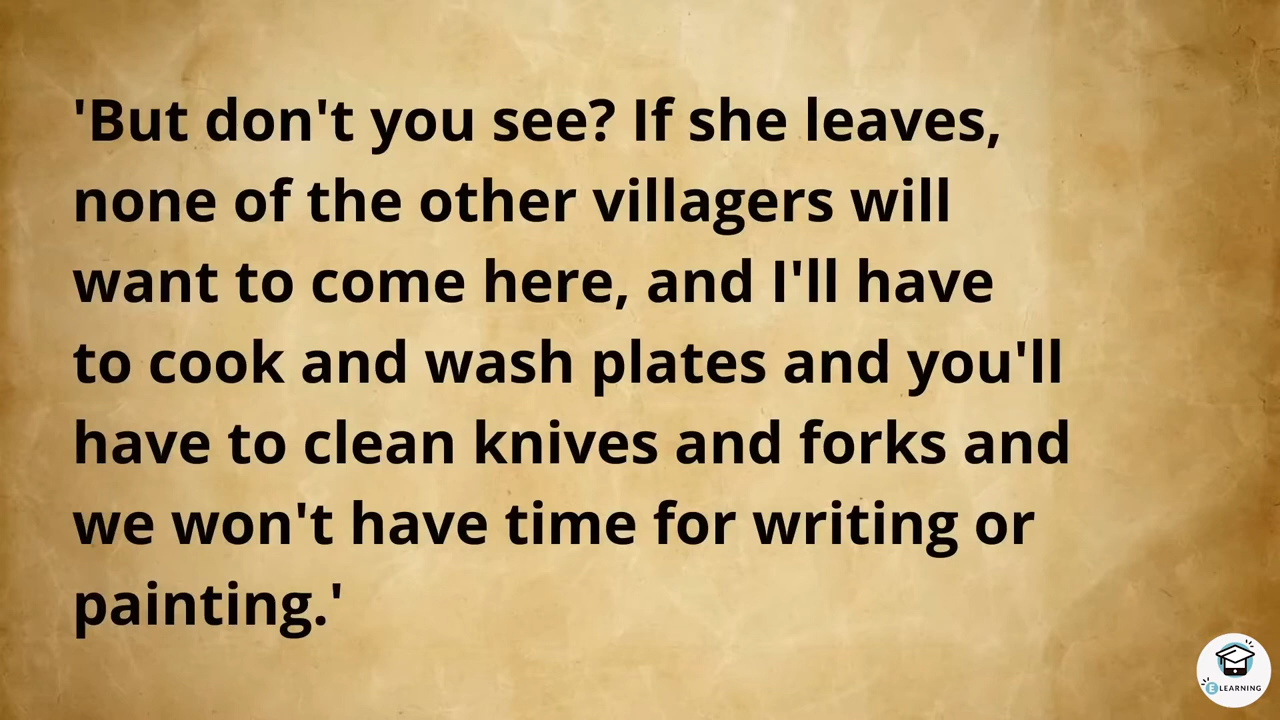 'But don't you see? If she leaves,
none of the other villagers will
want to come here, and I'll have
to cook and wash plates and you'll
have to clean knives and forks and
we won't have time for writing or
painting.'
E LEARNING